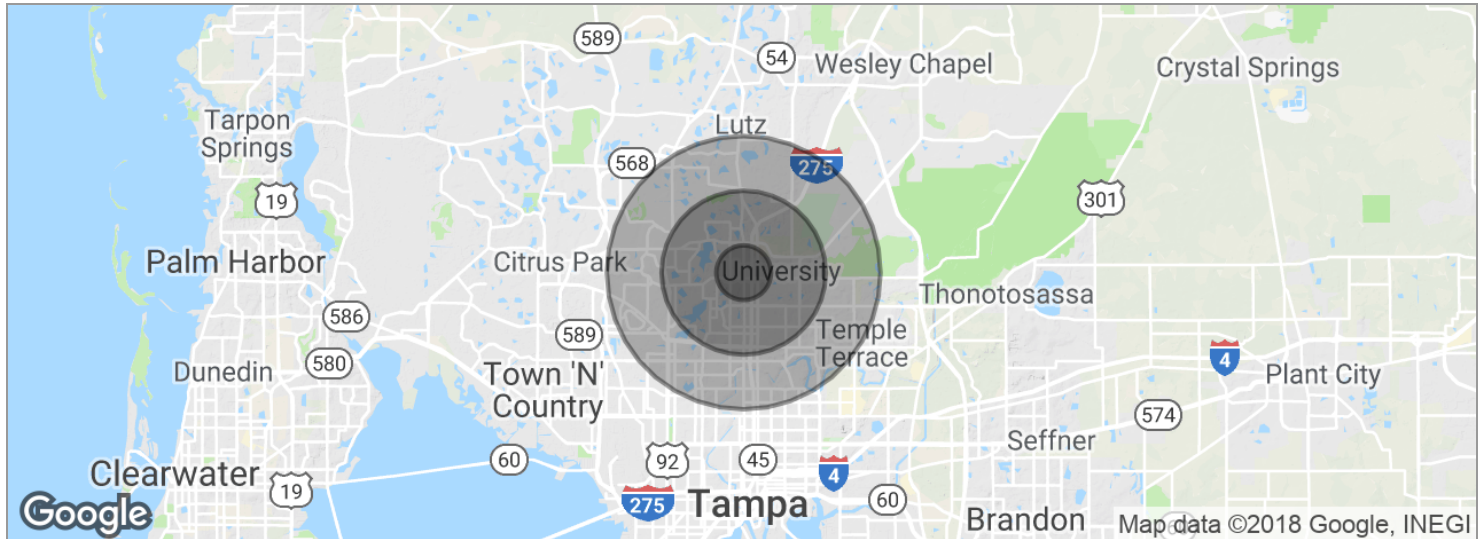 589
54
Wesley Chapel
Crystal Springs
Tarpon
Springs
Lutz
568
275
19
301
Palm Harbor
Citrus Park
University
Thonotosassa
586
589
Temple
Terrace
580
4
Dunedin
Town 'N'
Country
Plant City
574
Seffner
Clearwater
19
60
92
45
4
275
Tampa
60
Brandon
Google
Map data ©2018 Google, INEGI